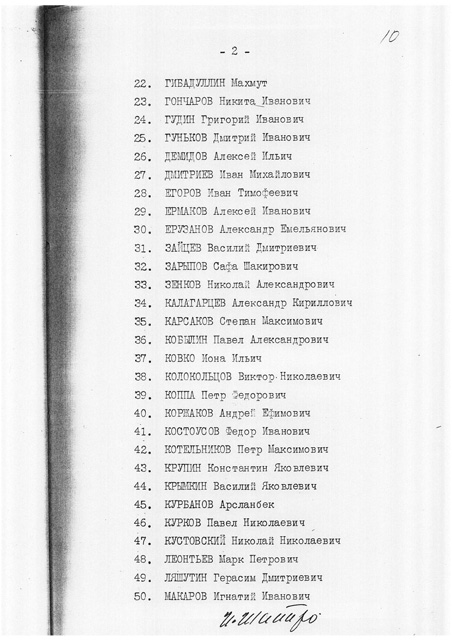 10
- 2 -
22. ГИБАДУЛЛИН Махмут
23. ГОНЧАРОВ Никита Иванович
24. ГУДИН Григорий Иванович
25. ГУНЬКОВ Дмитрий Иванович
26. ДЕМИДОВ Алексей Ильич
27. ДМИТРИЕВ Иван Михайлович
28. ЕГОРОВ Иван Тимофеевич
29. ЕРМАКОВ Алексей Иванович
30. ЕРУЗАНОВ Александр Емельянович
31. ЗАЙЦЕВ Василий Дмитриевич
32. ЗАРЫПОВ Сафа Шакирович
33. ЗЕНКОВ Николай Александрович
34. КАЛАГАРЦЕВ Александр Кириллович
35. КАРСАКОВ Степан Максимович
36. КОБЫЛИН Павел Александрович
37. КОВКО Иона Ильич
38. КОЛОКОЛЬЦОВ Виктор Николаевич
39. КОППА Петр Федорович
40. КОРЖАКОВ Андрей Ефимович
41. КОСТОУСОВ Федор Иванович
42. КОТЕЛЬНИКОВ Петр Максимович
43. КРУПИН Константин Яковлевич
44. КРЫМКИН Василий Яковлевич
45. КУРБАНОВ Арсланбек
46. КУРКОВ Павел Николаевич
47. КУСТОВСКИЙ Николай Николаевич
48. ЛЕОНТЬЕВ Марк Петрович
49. ЛЯШУТИН Герасим Дмитриевич
50. МАКАРОВ Игнатий Иванович